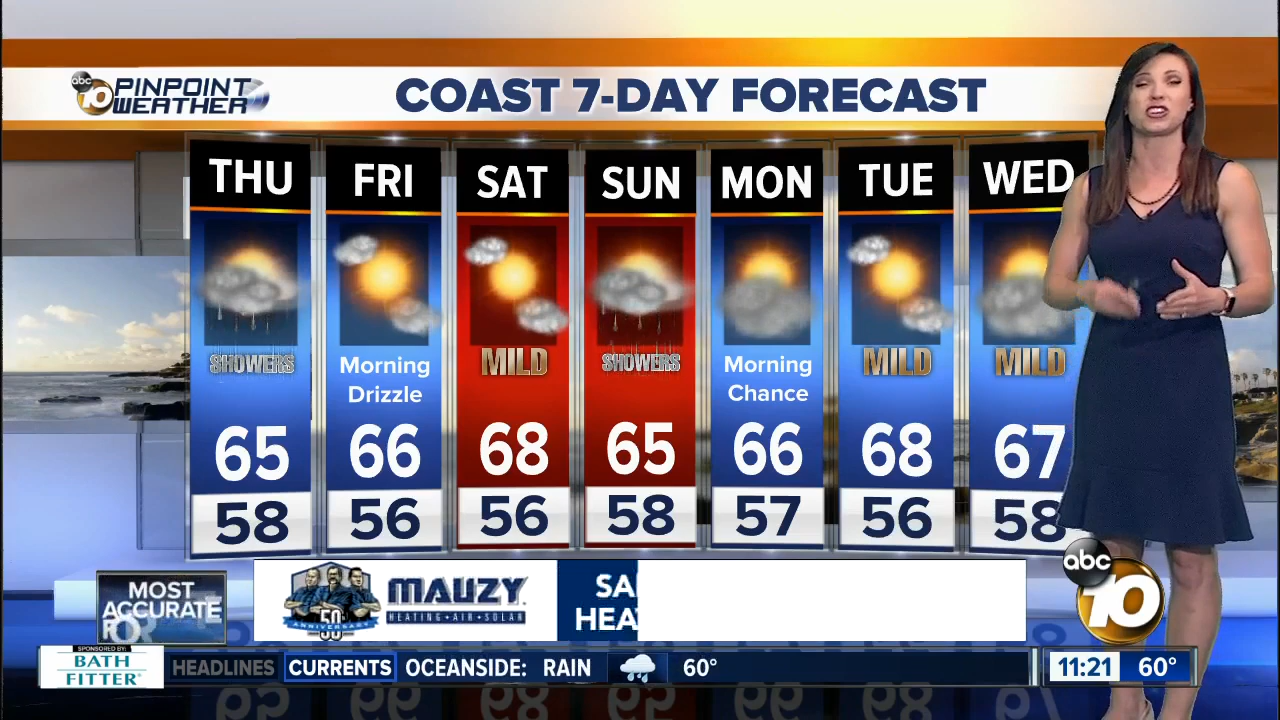 abc
10
PINPOINT
WEATHER
COAST 7-DAY FORECAST
THU FRI SAT SUN MON TUE WED
SHOWERS
Morning
Drizzle
MILD
SHOWERS
Morning
Chance
MILD
MILD
65 66 68 65 66 68 67
58 56 56 58 57 56 58
MOST
ACCURATE
MAUZY
HEATING • AIR • SOLAR
50th
ANNIVERSARY
abc
10
SPONSORED BY:
BATH
FITTER
HEADLINES CURRENTS OCEANSIDE: RAIN 60° 11:21 60°